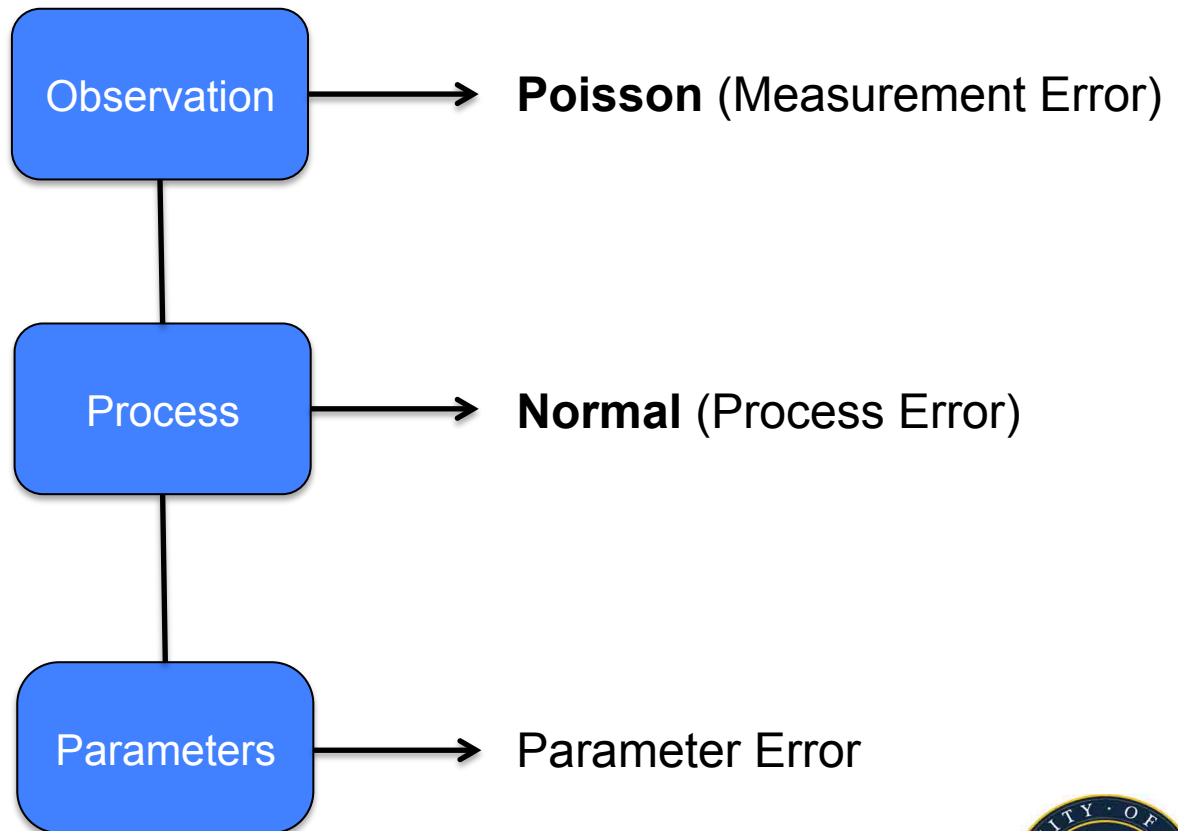 Observation
Poisson (Measurement Error)
Process
Normal (Process Error)
Parameters
Parameter Error